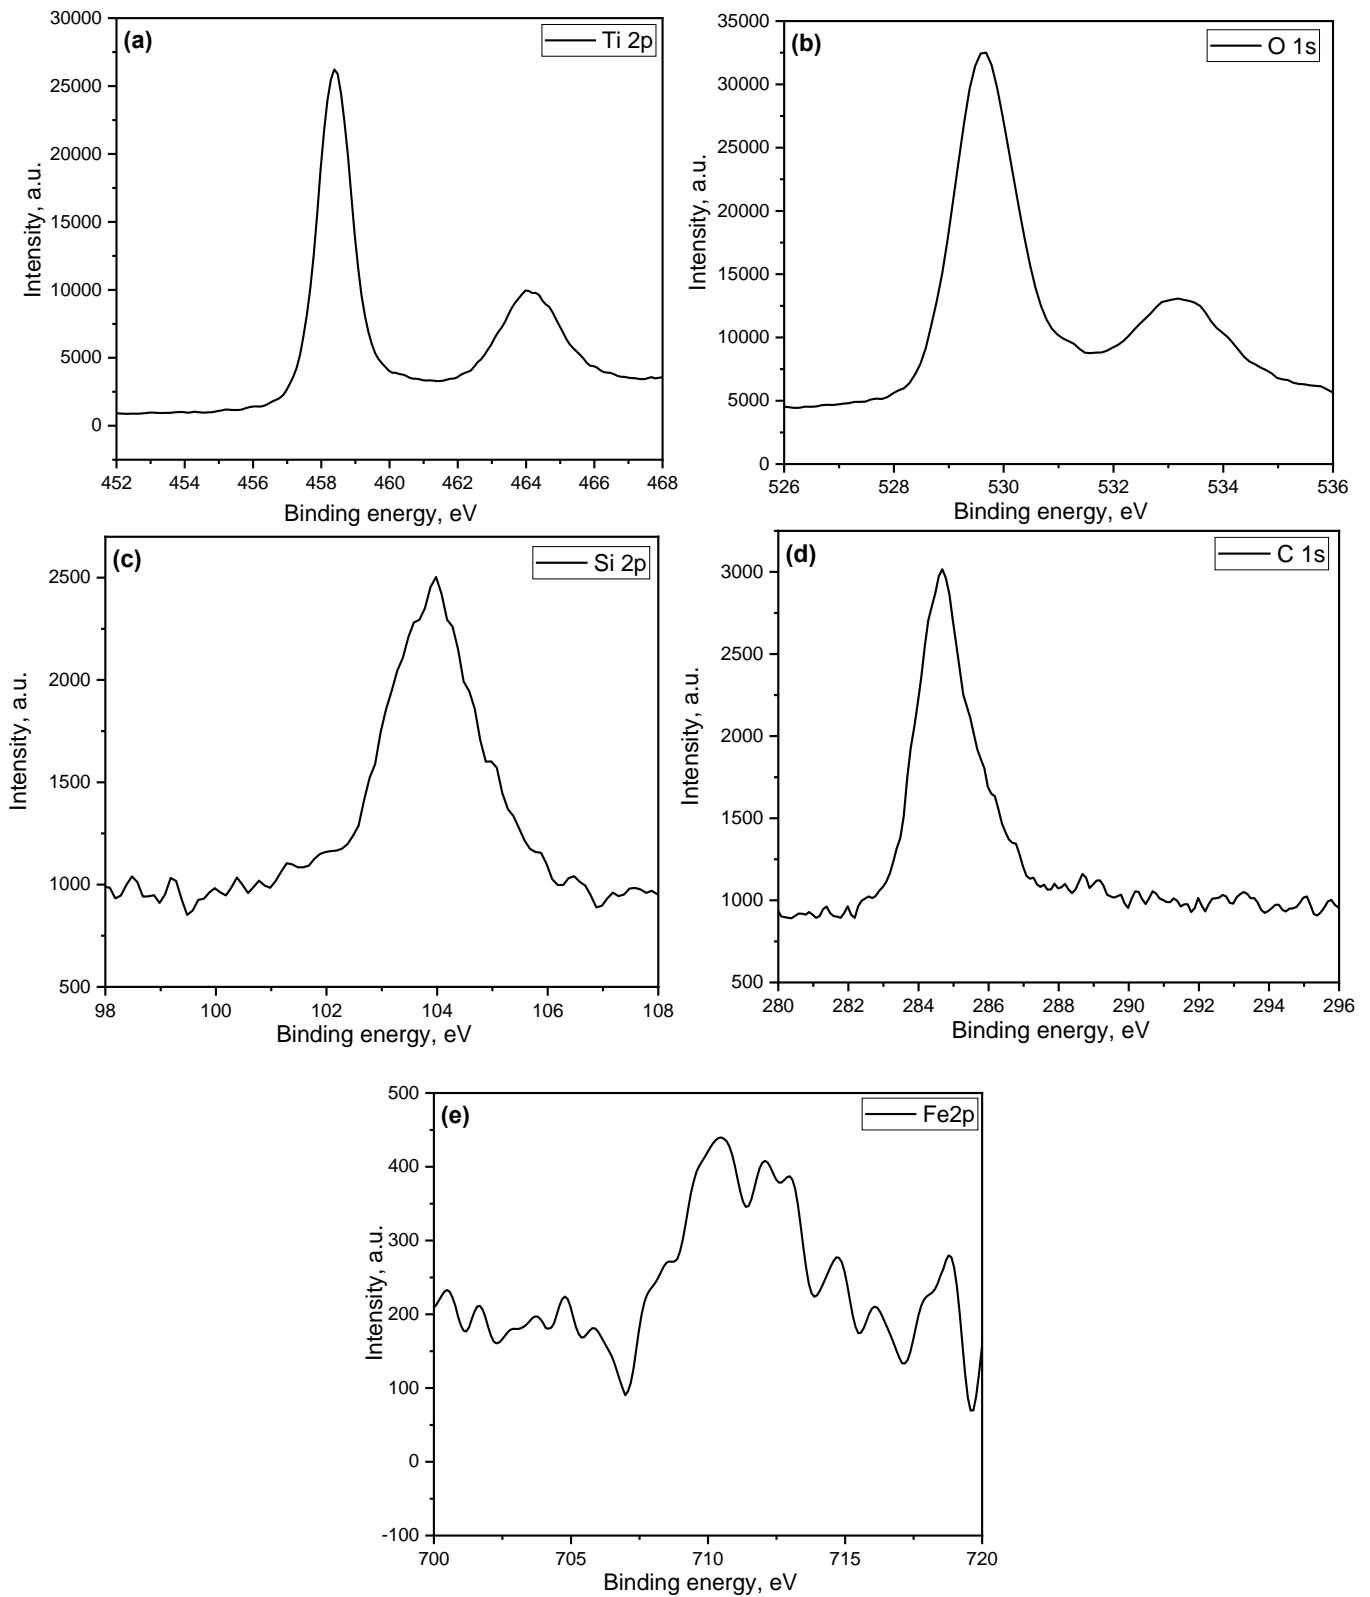 (a)
Ti 2p
30000
25000
20000
15000
10000
5000
0
Intensity, a.u.
452 454 456 458 460 462 464 466 468
Binding energy, eV
(b)
O 1s
35000
30000
25000
20000
15000
10000
5000
0
Intensity, a.u.
526 528 530 532 534 536
Binding energy, eV
(c)
Si 2p
2500
2000
1500
1000
500
Intensity, a.u.
98 100 102 104 106 108
Binding energy, eV
(d)
C 1s
3000
2500
2000
1500
1000
500
Intensity, a.u.
280 282 284 286 288 290 292 294 296
Binding energy, eV
(e)
Fe2p
500
400
300
200
100
0
-100
Intensity, a.u.
700 705 710 715 720
Binding energy, eV